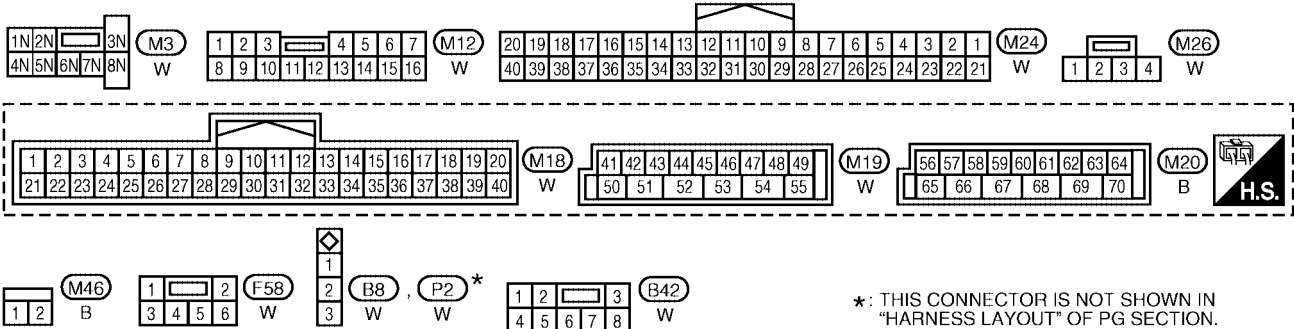 1N 2N 3N
4N 5N 6N 7N 8N
M3
W
1 2 3 4 5 6 7
8 9 10 11 12 13 14 15 16
M12
W
20 19 18 17 16 15 14 13 12 11 10 9 8 7 6 5 4 3 2 1
40 39 38 37 36 35 34 33 32 31 30 29 28 27 26 25 24 23 22 21
M24
W
1 2 3 4
M26
W
1 2 3 4 5 6 7 8 9 10 11 12 13 14 15 16 17 18 19 20
21 22 23 24 25 26 27 28 29 30 31 32 33 34 35 36 37 38 39 40
M18
W
41 42 43 44 45 46 47 48 49
50 51 52 53 54 55
M19
W
56 57 58 59 60 61 62 63 64
65 66 67 68 69 70
M20
B
H.S.
1 2
M46
B
1 2
3 4 5 6
F58
W
1
2
3
B8 , P2 *
W W
1 2 3
4 5 6 7 8
B42
W
*: THIS CONNECTOR IS NOT SHOWN IN
"HARNESS LAYOUT" OF PG SECTION.